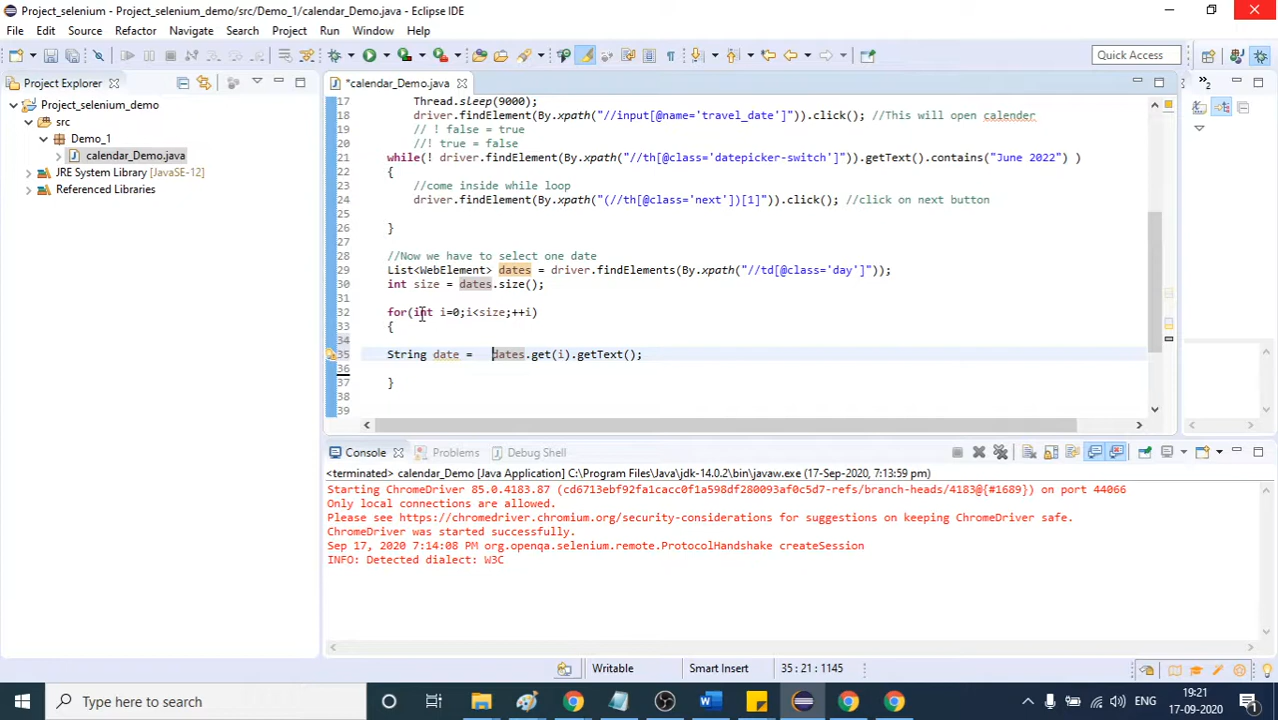 Project_selenium - Project_selenium_demo/src/Demo_1/calendar_Demo.java - Eclipse IDE
File Edit Source Refactor Navigate Search Project Run Window Help
Quick Access
Project Explorer
*calendar_Demo.java
2
Project_selenium_demo
src
Demo_1
calendar_Demo.java
JRE System Library [JavaSE-12]
Referenced Libraries
17 Thread.sleep(9000);
18 driver.findElement(By.xpath("//input[@name='travel_date']")).click(); //This will open calender
19 // ! false = true
20 //! true = false
21 while(! driver.findElement(By.xpath("//th[@class='datepicker-switch']")).getText().contains("June 2022") )
22 {
23 //come inside while loop
24 driver.findElement(By.xpath("(//th[@class='next'])[1]")).click(); //click on next button
25
26 }
27
28 //Now we have to select one date
29 List<WebElement> dates = driver.findElements(By.xpath("//td[@class='day']"));
30 int size = dates.size();
31
32 for(int i=0;i<size;++i)
33 {
34
35 String date = dates.get(i).getText();
36
37 }
38
39
Console Problems Debug Shell
<terminated> calendar_Demo [Java Application] C:\Program Files\Java\jdk-14.0.2\bin\javaw.exe (17-Sep-2020, 7:13:59 pm)
Starting ChromeDriver 85.0.4183.87 (cd6713ebf92fa1cacc0f1a598df280093af0c5d7-refs/branch-heads/4183@{#1689}) on port 44066
Only local connections are allowed.
Please see https://chromedriver.chromium.org/security-considerations for suggestions on keeping ChromeDriver safe.
ChromeDriver was started successfully.
Sep 17, 2020 7:14:08 PM org.openqa.selenium.remote.ProtocolHandshake createSession
INFO: Detected dialect: W3C
Writable Smart Insert 35 : 21 : 1145
Type here to search
ENG
19:21
17-09-2020
1